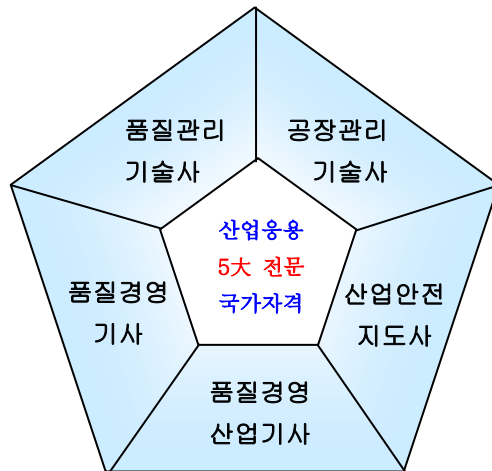 품질관리
기술사
공장관리
기술사
산업응용
5大 전문
국가자격
품질경영
기사
산업안전
지도사
품질경영
산업기사